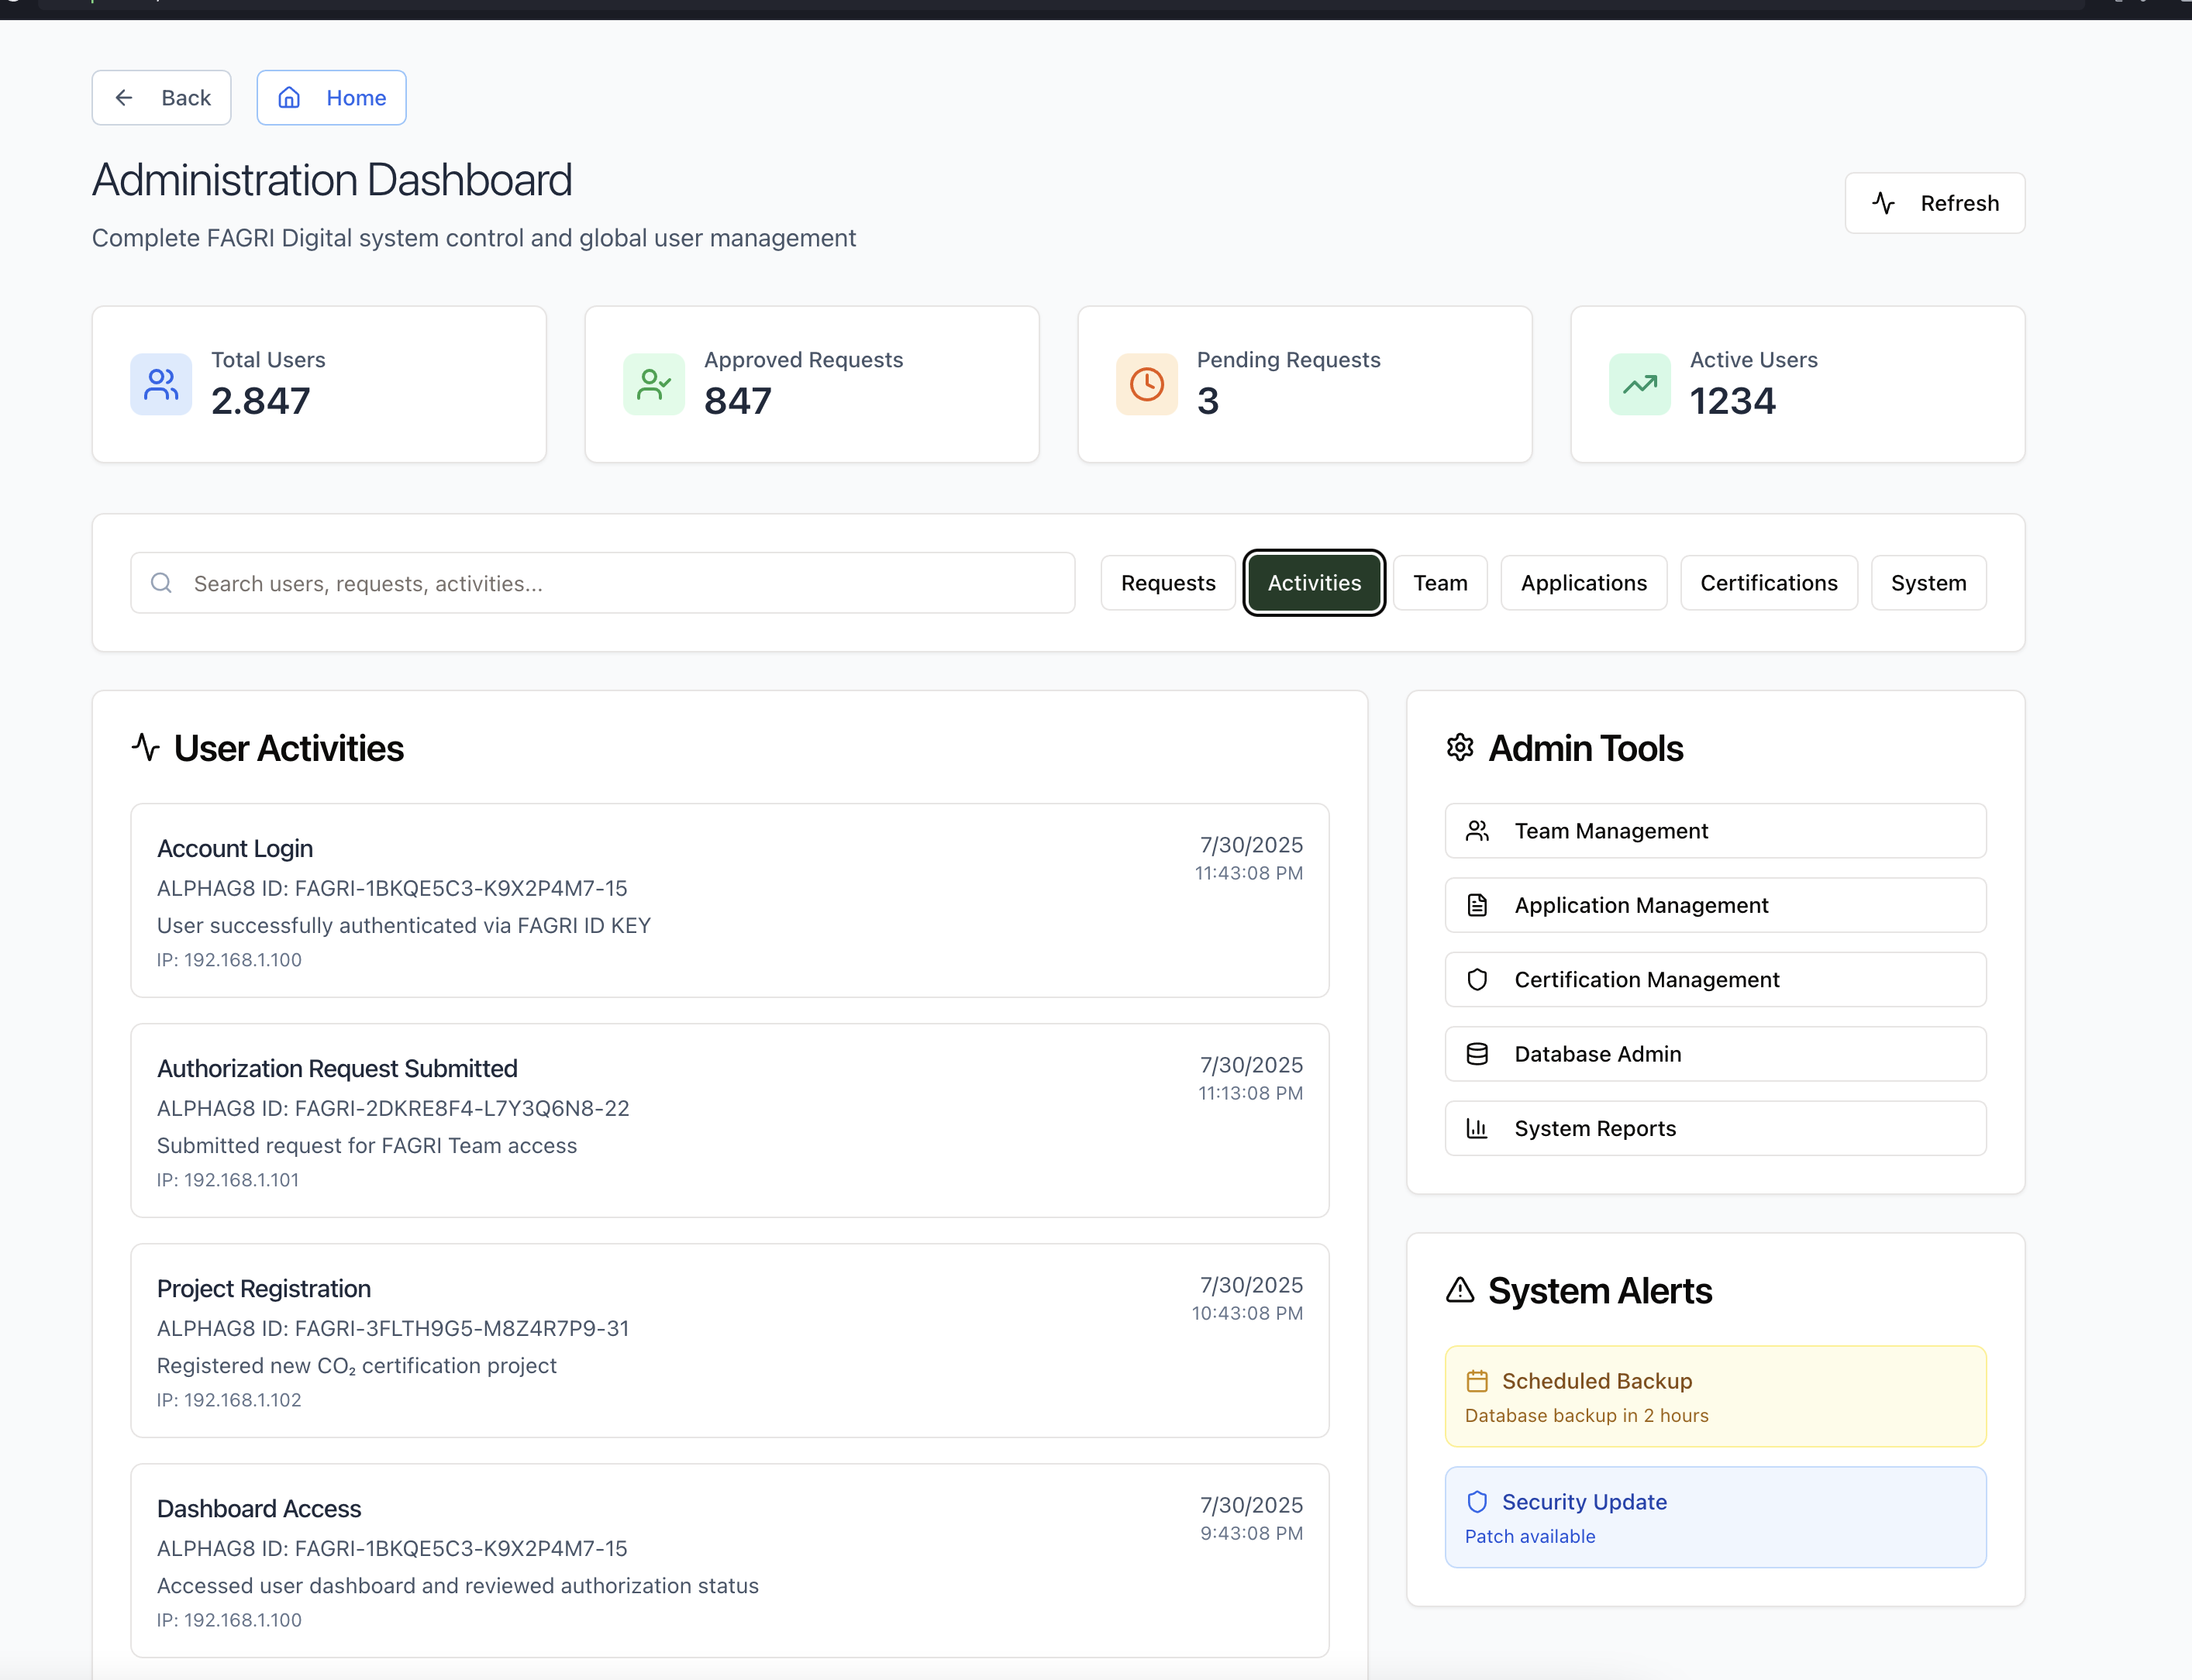 Back
Home
Administration Dashboard
Complete FAGRI Digital system control and global user management
Refresh
Total Users
2.847
Approved Requests
847
Pending Requests
3
Active Users
1234
Search users, requests, activities...
Requests
Activities
Team
Applications
Certifications
System
User Activities
Account Login
7/30/2025
11:43:08 PM
ALPHAG8 ID: FAGRI-1BKQE5C3-K9X2P4M7-15
User successfully authenticated via FAGRI ID KEY
IP: 192.168.1.100
Authorization Request Submitted
7/30/2025
11:13:08 PM
ALPHAG8 ID: FAGRI-2DKRE8F4-L7Y3Q6N8-22
Submitted request for FAGRI Team access
IP: 192.168.1.101
Project Registration
7/30/2025
10:43:08 PM
ALPHAG8 ID: FAGRI-3FLTH9G5-M8Z4R7P9-31
Registered new CO₂ certification project
IP: 192.168.1.102
Dashboard Access
7/30/2025
9:43:08 PM
ALPHAG8 ID: FAGRI-1BKQE5C3-K9X2P4M7-15
Accessed user dashboard and reviewed authorization status
IP: 192.168.1.100
Admin Tools
Team Management
Application Management
Certification Management
Database Admin
System Reports
System Alerts
Scheduled Backup
Database backup in 2 hours
Security Update
Patch available